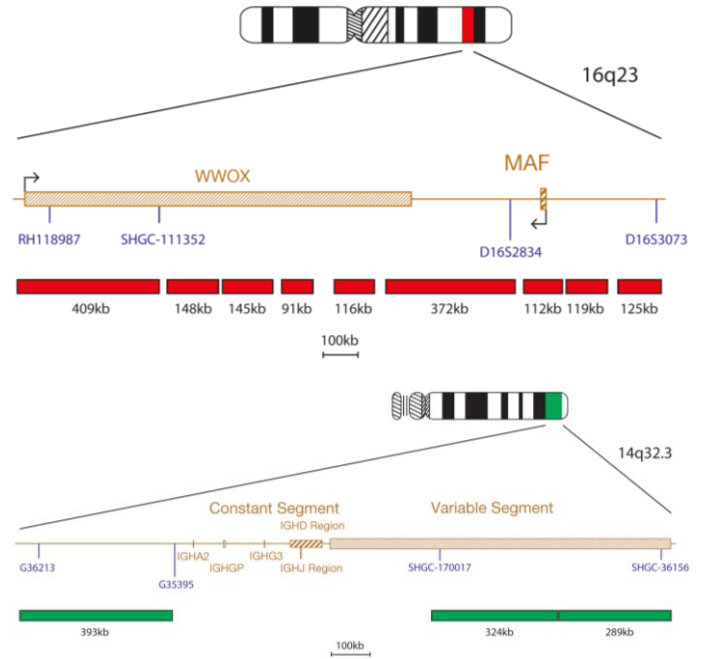 16q23
WWOX
MAF
RH118987
SHGC-111352
D16S2834
D16S3073
409kb 148kb 145kb 91kb 116kb 372kb 112kb 119kb 125kb
100kb
14q32.3
Constant Segment
Variable Segment
IGHD Region
IGHA2
IGHGP
IGHG3
IGHJ Region
G36213
G35395
SHGC-170017
SHGC-36156
393kb 324kb 289kb
100kb